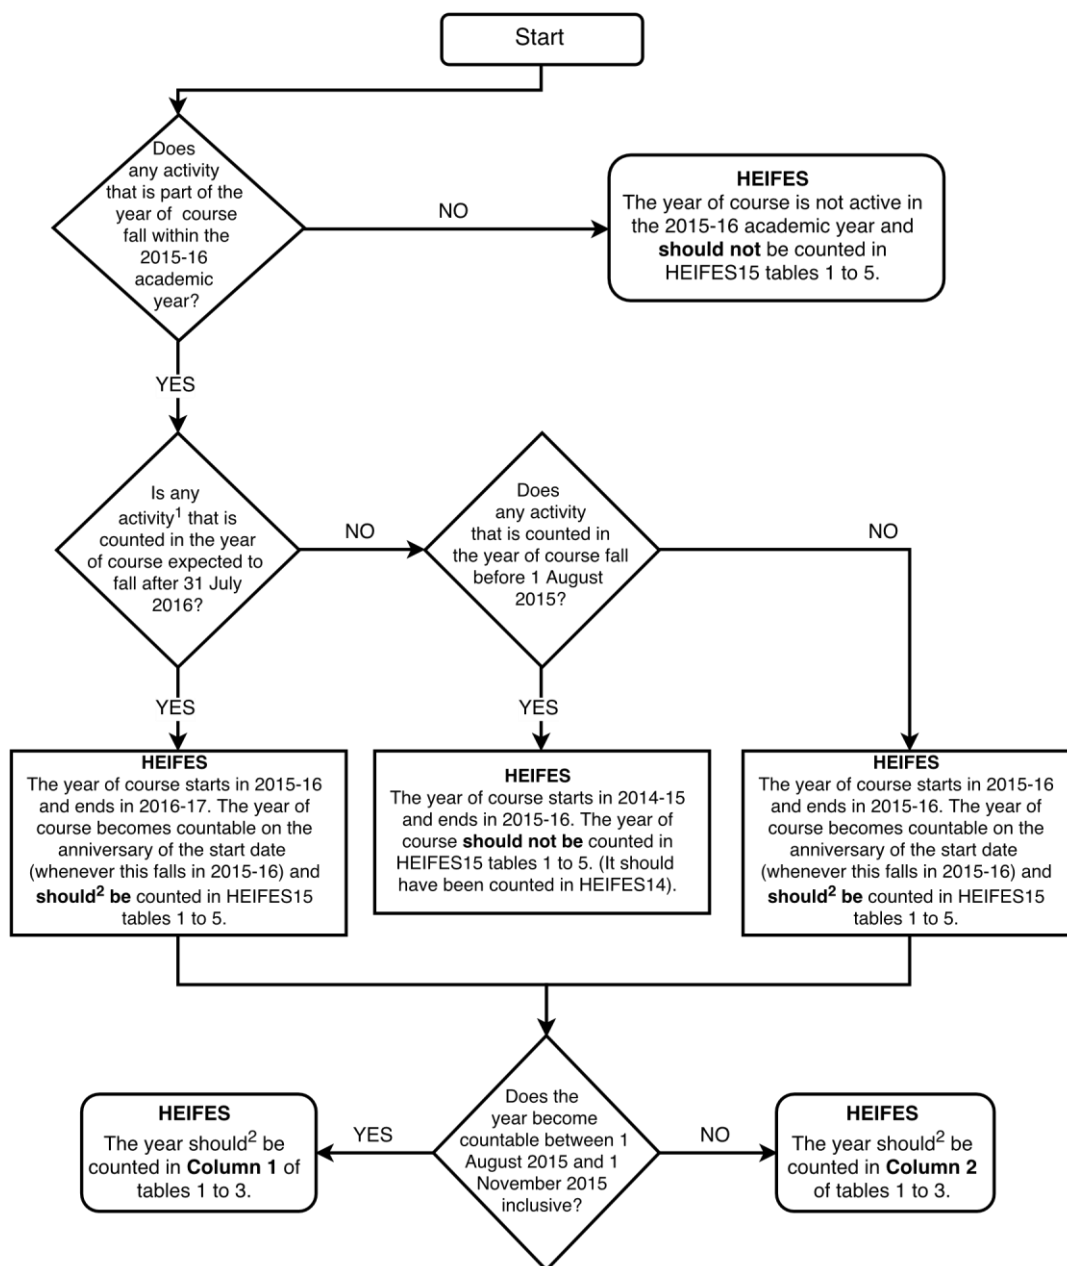 Start
Does
any activity
that is part of the
year of course
fall within the
2015-16
academic
year?
NO
HEIFES
The year of course is not active in
the 2015-16 academic year and
should not be counted in
HEIFES15 tables 1 to 5.
YES
Is any
activity1 that is
counted in the year
of course expected to
fall after 31 July
2016?
NO
Does
any activity
that is counted in
the year of course fall
before 1 August
2015?
NO
YES
YES
HEIFES
The year of course starts in 2015-16
and ends in 2016-17. The year of
course becomes countable on the
anniversary of the start date
(whenever this falls in 2015-16) and
should2 be counted in HEIFES15
tables 1 to 5.
HEIFES
The year of course starts in 2014-15
and ends in 2015-16. The year of
course should not be counted in
HEIFES15 tables 1 to 5. (It should
have been counted in HEIFES14).
HEIFES
The year of course starts in 2015-16
and ends in 2015-16. The year of
course becomes countable on the
anniversary of the start date
(whenever this falls in 2015-16) and
should2 be counted in HEIFES15
tables 1 to 5.
Does the
year become
countable between 1
August 2015 and 1
November 2015
inclusive?
YES
HEIFES
The year should2 be
counted in Column 1 of
tables 1 to 3.
NO
HEIFES
The year should2 be
counted in Column 2
of tables 1 to 3.